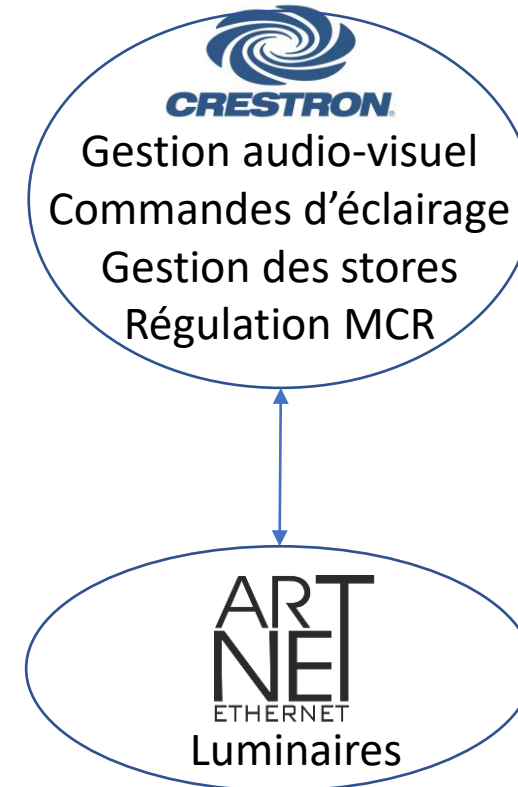 CRESTRON
Gestion audio-visuel
Commandes d'éclairage
Gestion des stores
Régulation MCR
ART
NET
ETHERNET
Luminaires